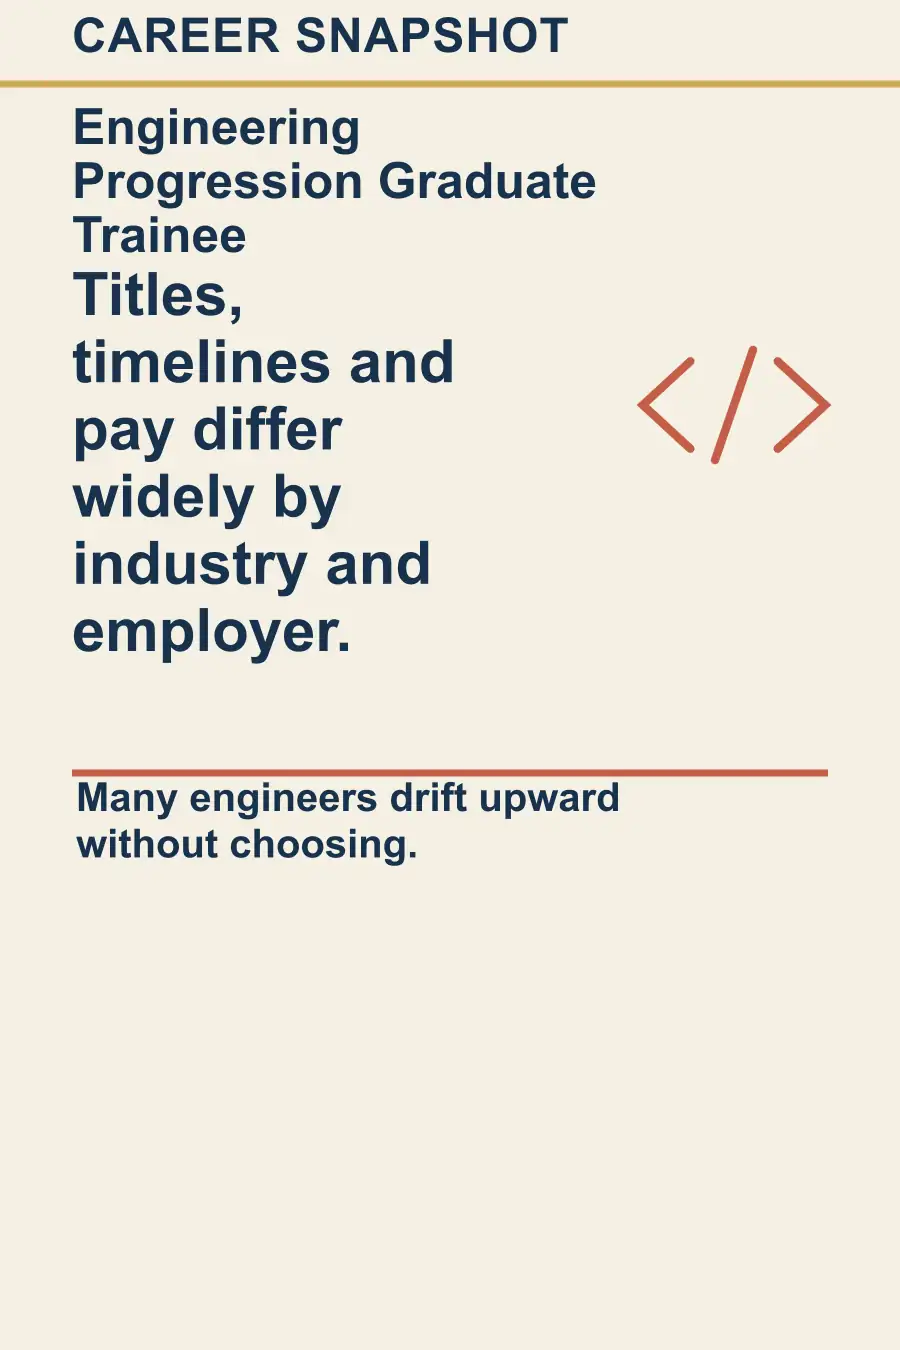 CAREER SNAPSHOT
Engineering
Progression Graduate
Trainee
Titles,
timelines and
pay differ
widely by
industry and
employer.
</>
Many engineers drift upward
without choosing.